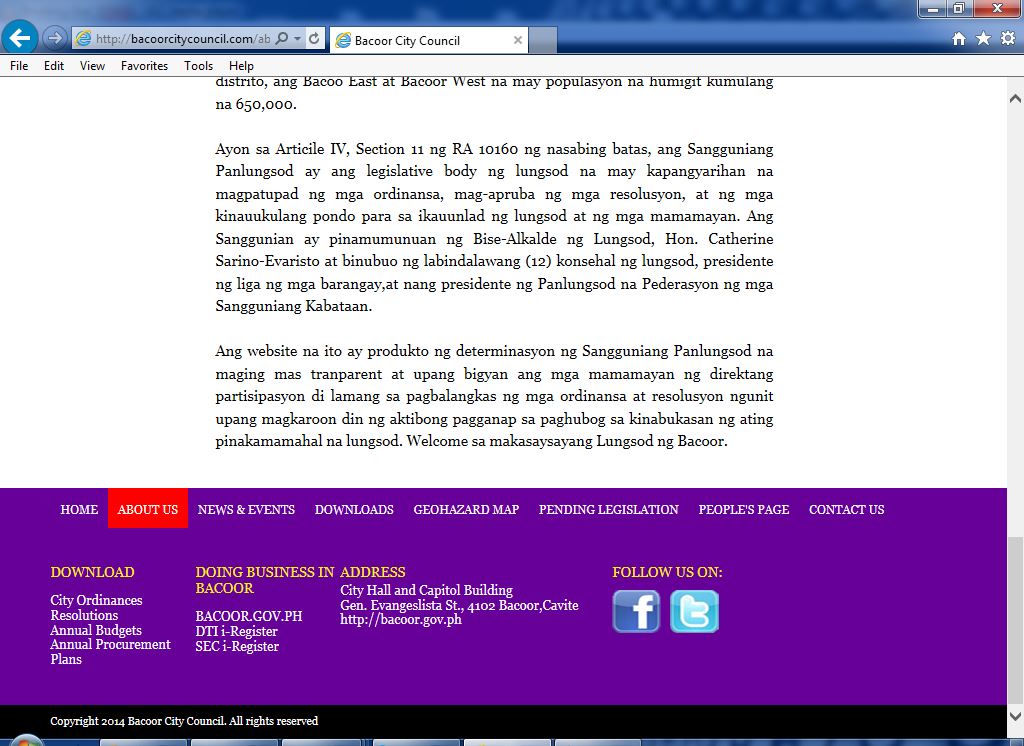 http://bacoorcitycouncil.com/ab
Bacoor City Council
File Edit View Favorites Tools Help
distrito, ang Bacoo East at Bacoor West na may populasyon na humigit kumulang
na 650,000.
Ayon sa Articile IV, Section 11 ng RA 10160 ng nasabing batas, ang Sangguniang
Panlungsod ay ang legislative body ng lungsod na may kapangyarihan na
magpatupad ng mga ordinansa, mag-apruba ng mga resolusyon, at ng mga
kinauukulang pondo para sa ikauunlad ng lungsod at ng mga mamamayan. Ang
Sanggunian ay pinamumunuan ng Bise-Alkalde ng Lungsod, Hon. Catherine
Sarino-Evaristo at binubuo ng labindalawang (12) konsehal ng lungsod, presidente
ng liga ng mga barangay,at nang presidente ng Panlungsod na Pederasyon ng mga
Sangguniang Kabataan.
Ang website na ito ay produkto ng determinasyon ng Sangguniang Panlungsod na
maging mas tranparent at upang bigyan ang mga mamamayan ng direktang
partisipasyon di lamang sa pagbalangkas ng mga ordinansa at resolusyon ngunit
upang magkaroon din ng aktibong pagganap sa paghubog sa kinabukasan ng ating
pinakamamahal na lungsod. Welcome sa makasaysayang Lungsod ng Bacoor.
HOME ABOUT US NEWS & EVENTS DOWNLOADS GEOHAZARD MAP PENDING LEGISLATION PEOPLE'S PAGE CONTACT US
DOWNLOAD
City Ordinances
Resolutions
Annual Budgets
Annual Procurement
Plans
DOING BUSINESS IN
BACOOR
BACOOR.GOV.PH
DTI i-Register
SEC i-Register
ADDRESS
City Hall and Capitol Building
Gen. Evangeslista St., 4102 Bacoor,Cavite
http://bacoor.gov.ph
FOLLOW US ON:
f t
Copyright 2014 Bacoor City Council. All rights reserved